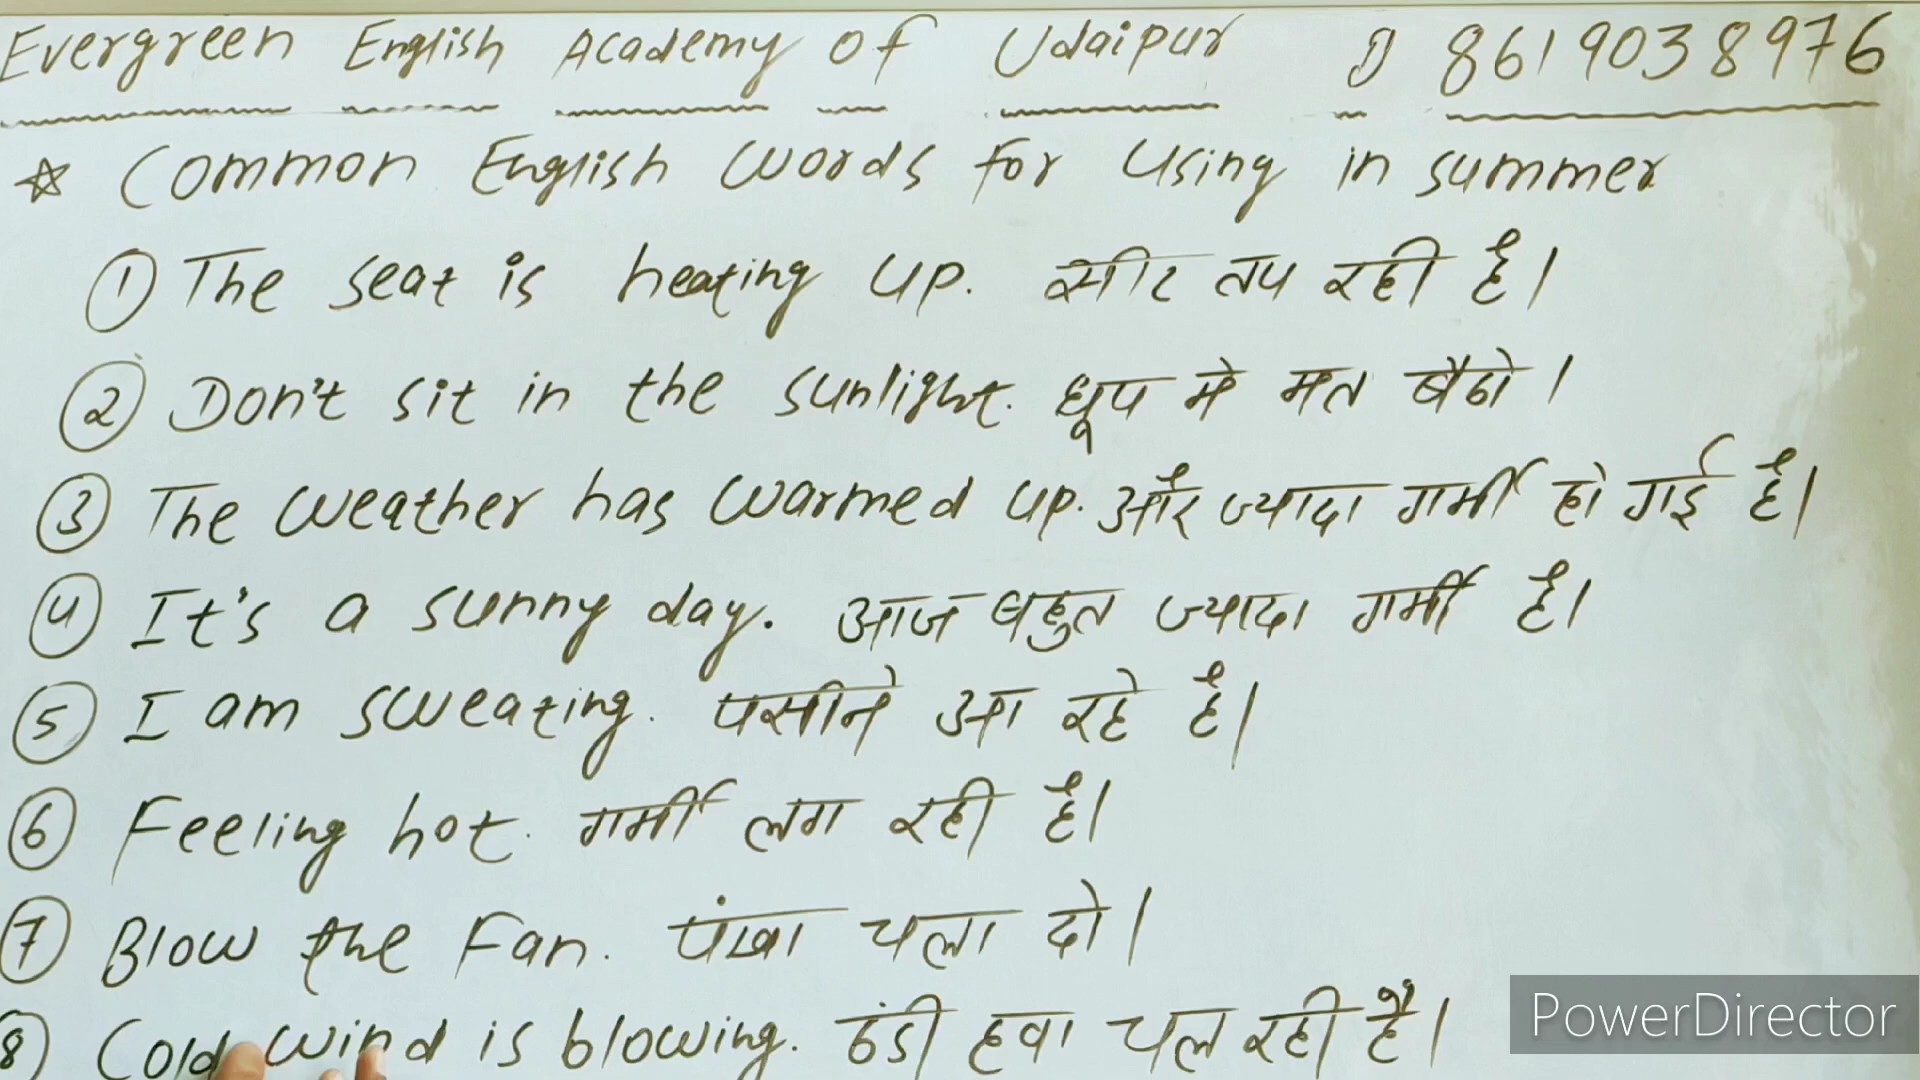 Evergreen English Academy of Udaipur 8619038976
☆ Common English words for using in summer
① The seat is heating up. सीट तप रही है।
② Don't sit in the sunlight. धूप मे मत बैठो।
③ The weather has warmed up. और ज्यादा गर्मी हो गई है।
④ It's a sunny day. आज बहुत ज्यादा गर्मी है।
⑤ I am sweating. पसीने आ रहे है।
⑥ Feeling hot. गर्मी लग रही है।
⑦ Blow the Fan. पंखा चला दो।
⑧ Cold wind is blowing. ठंडी हवा चल रही है।
PowerDirector